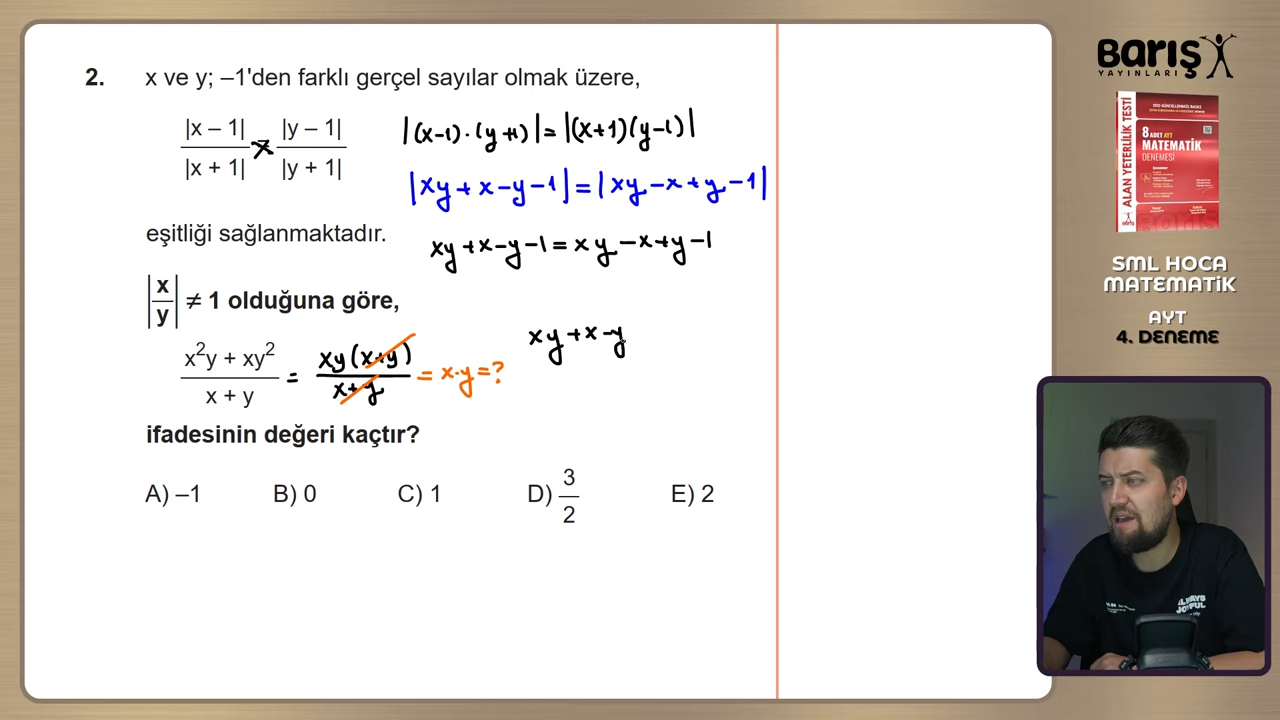 2. x ve y; –1'den farklı gerçel sayılar olmak üzere,
|x – 1| / |x + 1| = |y – 1| / |y + 1|
|(x-1)·(y+1)| = |(x+1)(y-1)|
|xy+x-y-1| = |xy-x+y-1|
eşitliği sağlanmaktadır.
xy+x-y-1 = xy-x+y-1
|x/y| ≠ 1 olduğuna göre,
xy+x-y
(x²y + xy²) / (x + y) = xy(x+y) / (x+y) = x·y = ?
ifadesinin değeri kaçtır?
A) –1 B) 0 C) 1 D) 3/2 E) 2
BARIŞ
YAYINLARI
ALAN YETERLİLİK TESTİ
8 ADET AYT
MATEMATİK
DENEMESİ
SML HOCA
MATEMATİK
AYT
4. DENEME
ALWAYS
JOYFUL